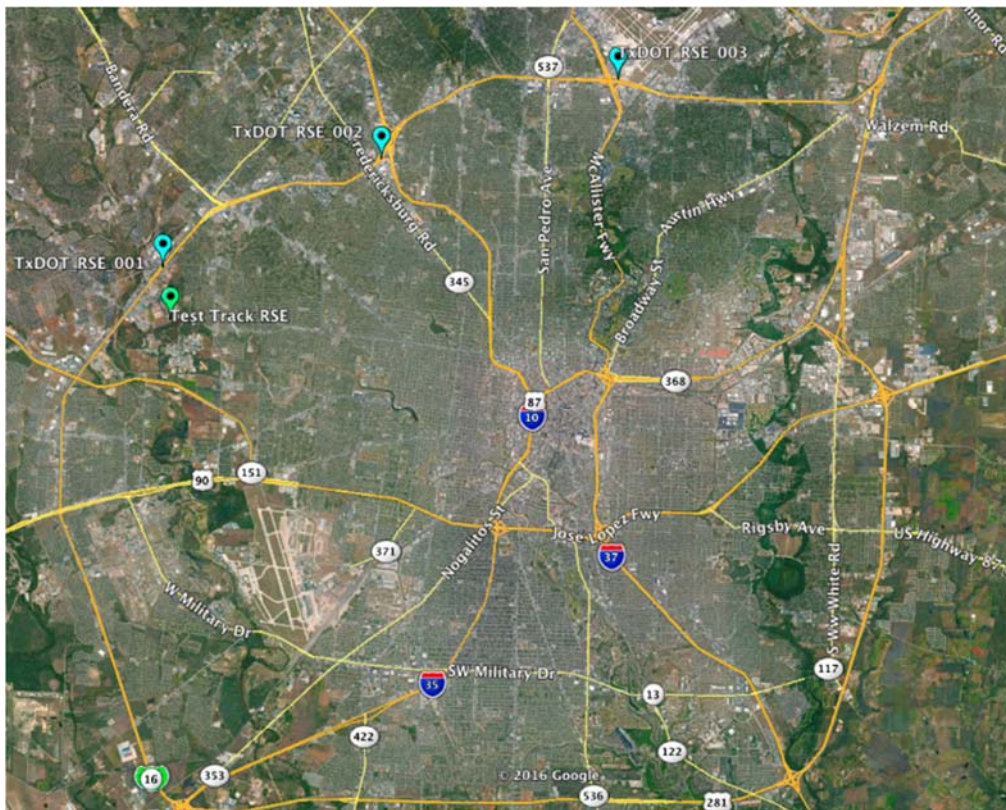 onnor Rd
TxDOT_RSE_003
537
Bandera Rd
Walzem Rd
TxDOT_RSE_002
Fredericksburg Rd
San Pedro Ave
McAllister Fwy
Austin Hwy
TxDOT_RSE_001
345
Broadway St
Test Track RSE
368
87
10
151
90
Nogalitos St
Jose Lopez Fwy
Rigsby Ave
US Highway 87
371
37
W Military Dr
S Ww White Rd
SW Military Dr
117
35
13
422
122
16
353
© 2016 Google
536
281